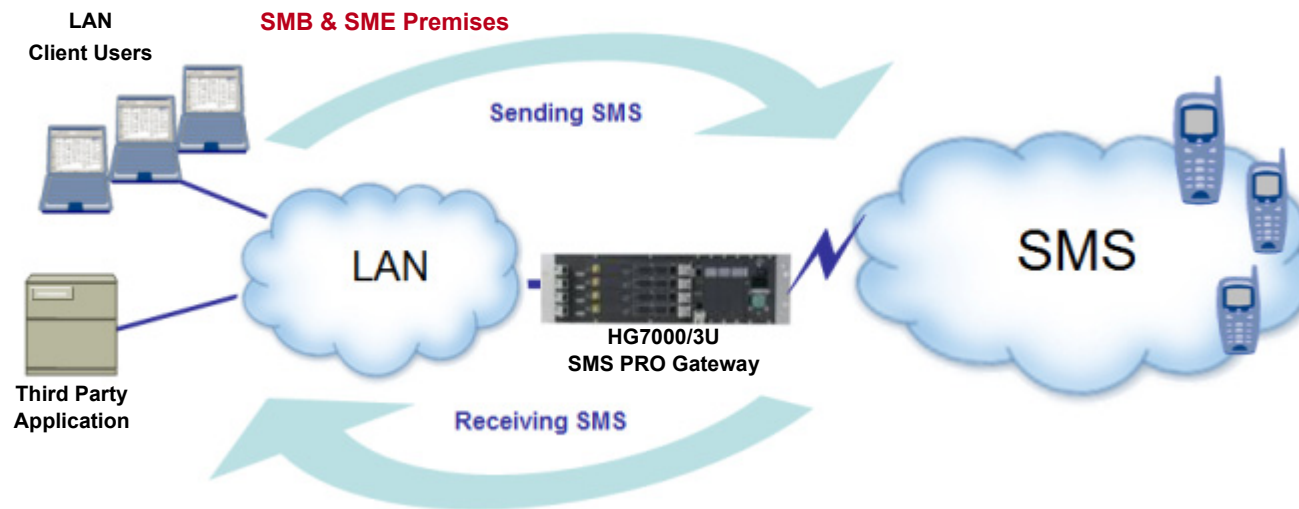 LAN
Client Users
SMB & SME Premises
Sending SMS
LAN
SMS
HG7000/3U
SMS PRO Gateway
Third Party
Application
Receiving SMS